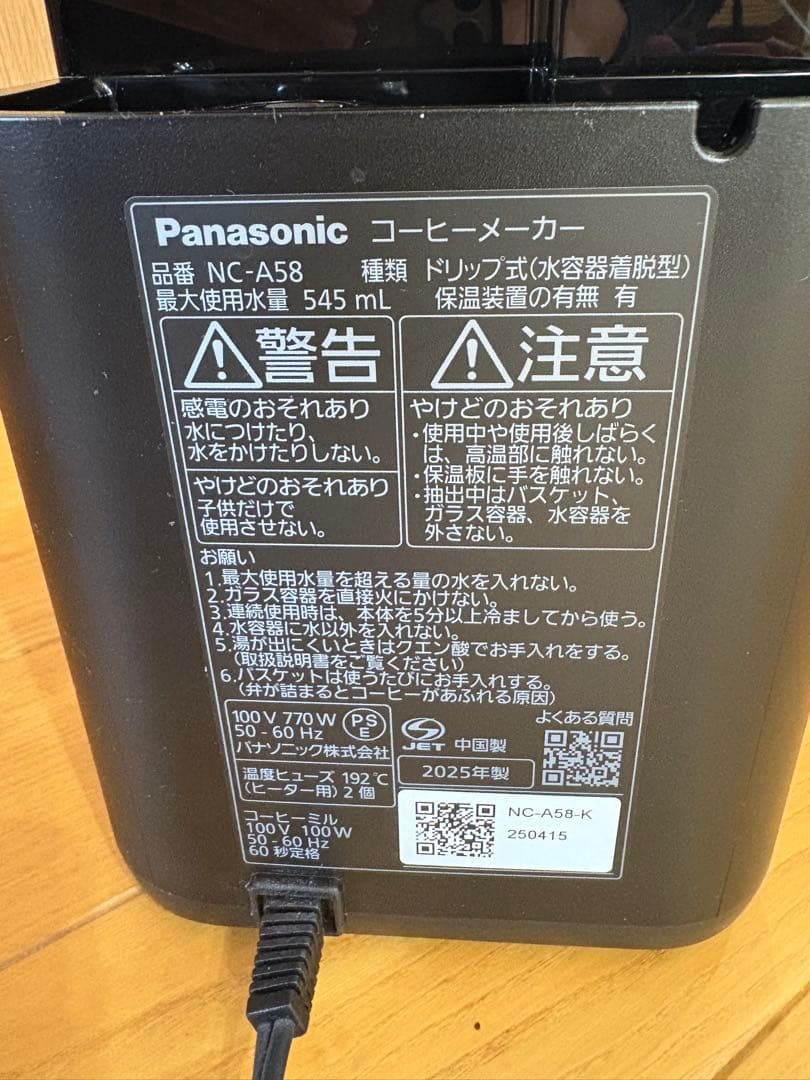 Panasonic コーヒーメーカー
品番 NC-A58 種類 ドリップ式(水容器着脱型)
最大使用水量 545 mL 保温装置の有無 有
警告
感電のおそれあり
水につけたり、
水をかけたりしない。
やけどのおそれあり
子供だけで
使用させない。
注意
やけどのおそれあり
・使用中や使用後しばらく
は、高温部に触れない。
・保温板に手を触れない。
・抽出中はバスケット、
ガラス容器、水容器を
外さない。
お願い
1.最大使用水量を超える量の水を入れない。
2.ガラス容器を直接火にかけない。
3.連続使用時は、本体を5分以上冷ましてから使う。
4.水容器に水以外を入れない。
5.湯が出にくいときはクエン酸でお手入れをする。
(取扱説明書をご覧ください)
6.バスケットは使うたびにお手入れする。
(弁が詰まるとコーヒーがあふれる原因)
100V 770W
50-60 Hz
パナソニック株式会社
PS
E
JET 中国製
よくある質問
温度ヒューズ 192℃
(ヒーター用) 2個
2025年製
コーヒーミル
100V 100W
50-60 Hz
60秒定格
NC-A58-K
250415